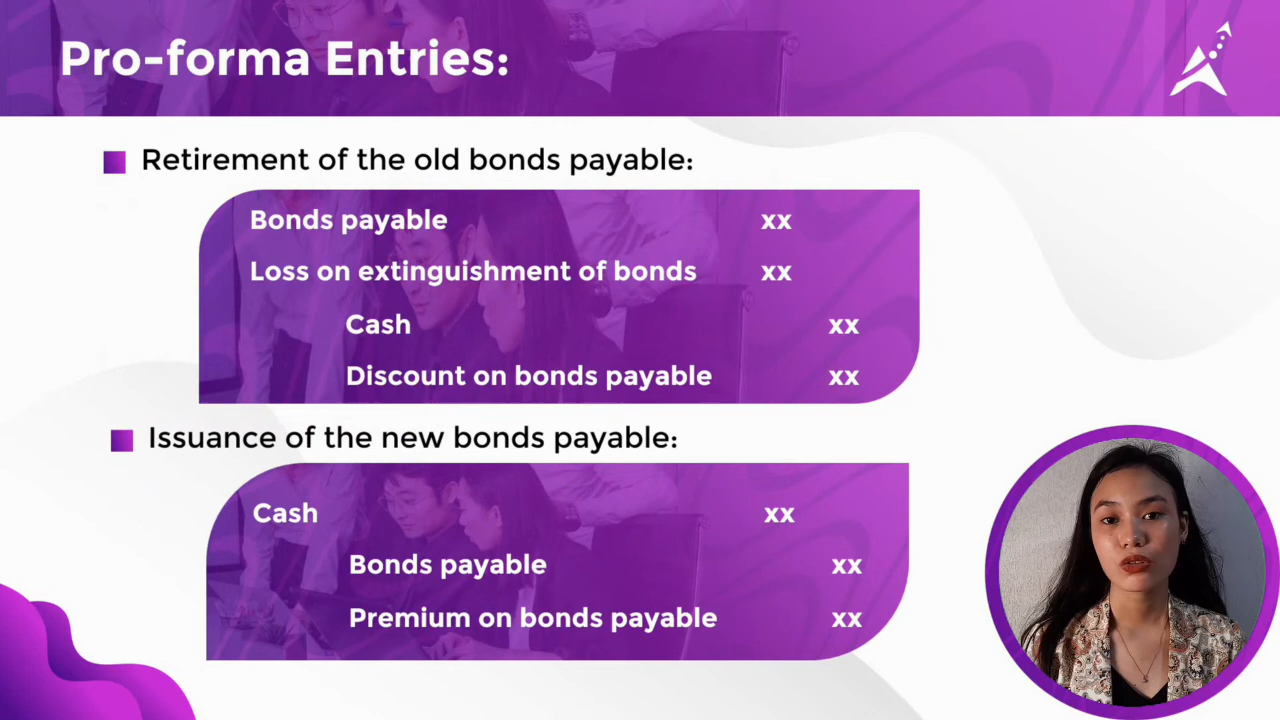 Pro-forma Entries:
Retirement of the old bonds payable:
Bonds payable xx
Loss on extinguishment of bonds xx
Cash xx
Discount on bonds payable xx
Issuance of the new bonds payable:
Cash xx
Bonds payable xx
Premium on bonds payable xx